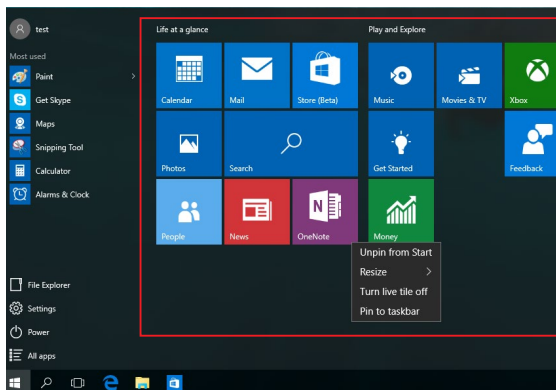 test
Most used
Paint
Get Skype
Maps
Snipping Tool
Calculator
Alarms & Clock
File Explorer
Settings
Power
All apps
Life at a glance
Play and Explore
Calendar
Mail
Store (Beta)
Music
Movies & TV
Xbox
Photos
Search
Get Started
Feedback
People
News
OneNote
Money
Unpin from Start
Resize
Turn live tile off
Pin to taskbar